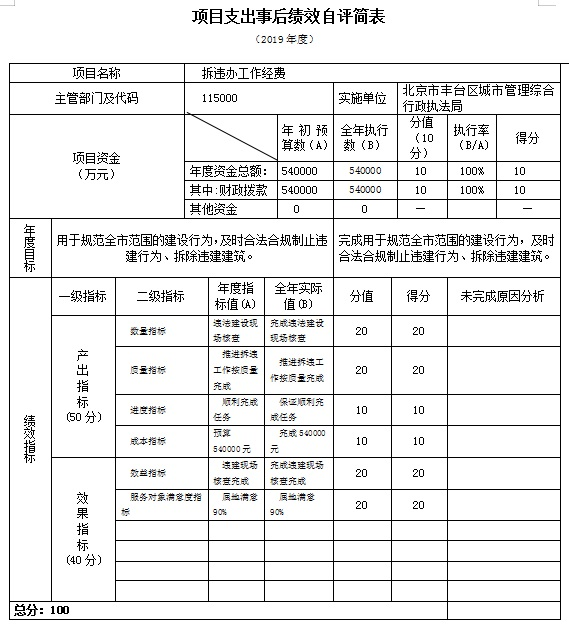 项目支出事后绩效自评简表
（2019年度）
项目名称 拆违办工作经费
主管部门及代码 115000 实施单位 北京市丰台区城市管理综合
行政执法局
项目资金
（万元）
年初预
算数(A)
全年执行
数（B）
分值
（10
分）
执行率
(B/A)
得分
年度资金总额: 540000 540000 10 100% 10
其中:财政拨款 540000 540000 10 100% 10
其他资金 0 0 — —
年度目标
用于规范全市范围的建设行为,及时合法合规制止违
建行为、拆除违建建筑。
完成用于规范全市范围的建设行为，及
时合法合规制止违建行为、拆除违建建筑。
绩效指标
一级指标 二级指标 年度指
标值(A)
全年实际
值(B)
分值 得分 未完成原因分析
产出指标
(50分)
数量指标 违法建设现
场核查
完成违法建设
现场核查
20 20
质量指标 推进拆违
工作按质量
完成
推进拆违工
作按质量完成
20 20
进度指标 顺利完成
任务
保证顺利完
成任务
10 10
成本指标 预算
540000元
完成540000
元
10 10
效果指标
(40分)
效益指标 违建现场
核查完成
完成违建现场
核查完成
20 20
服务对象满意度指
标
属地满意
90%
属地满意
90%
20 20
总分：100